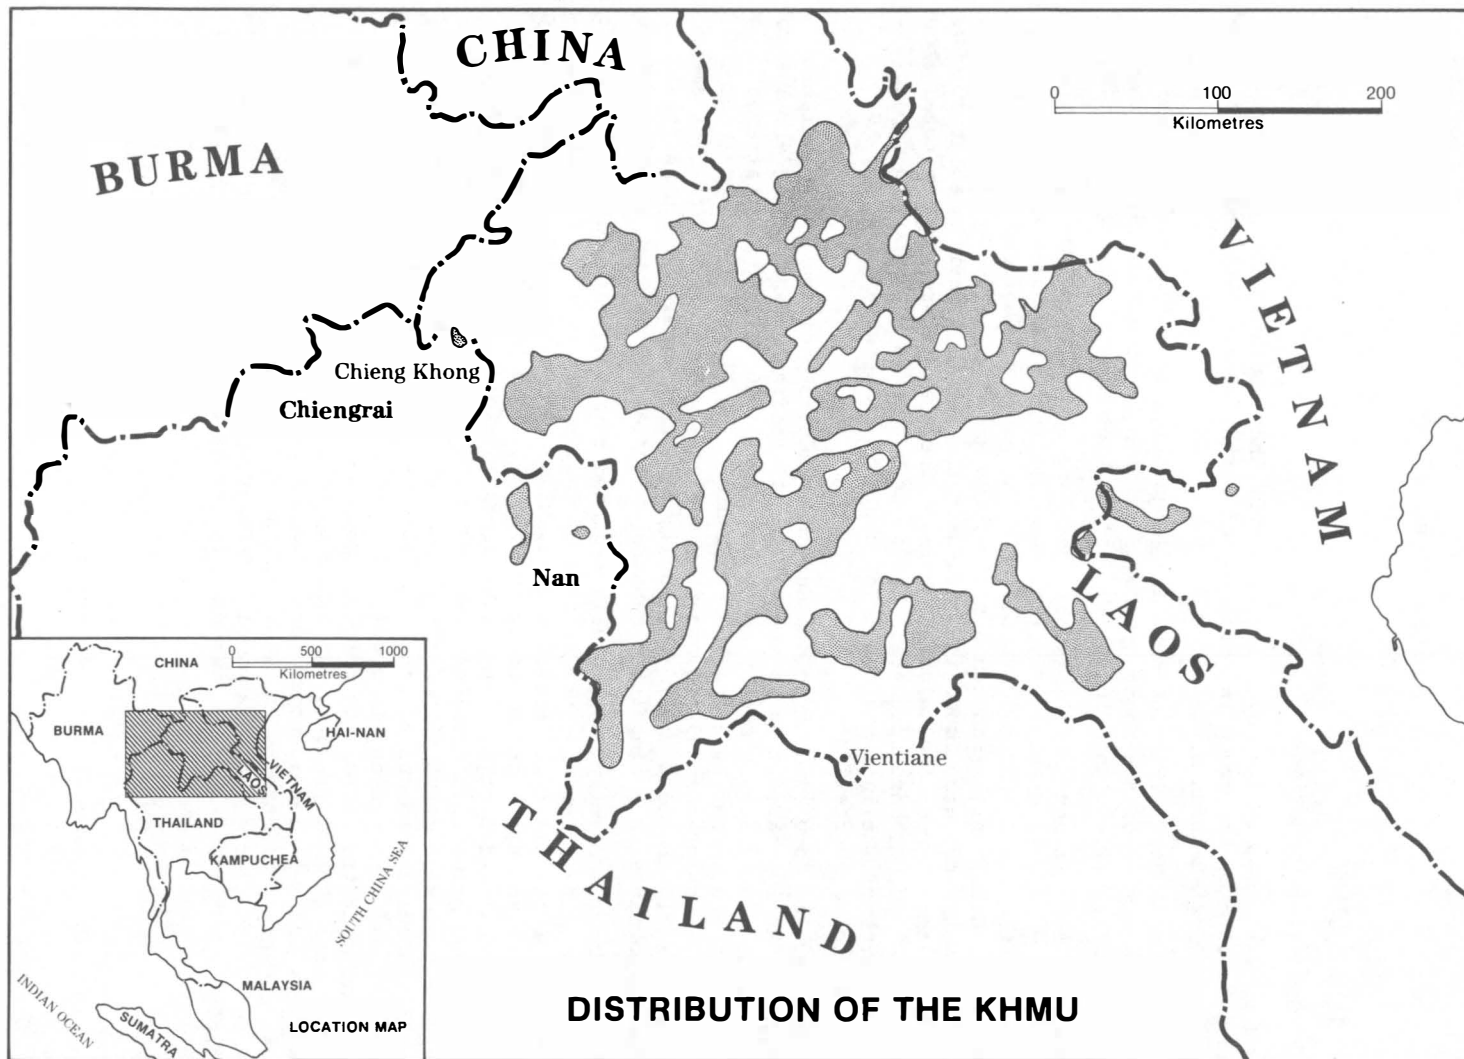 CHINA
BURMA
0 100 200
Kilometres
VIETNAM
Chieng Khong
Chiengrai
Nan
LAOS
Vientiane
THAILAND
DISTRIBUTION OF THE KHMU
CHINA
0 500 1000
Kilometres
BURMA
HAI-NAN
LAOS
VIETNAM
THAILAND
KAMPUCHEA
SOUTH CHINA SEA
MALAYSIA
INDIAN OCEAN
SUMATRA
LOCATION MAP